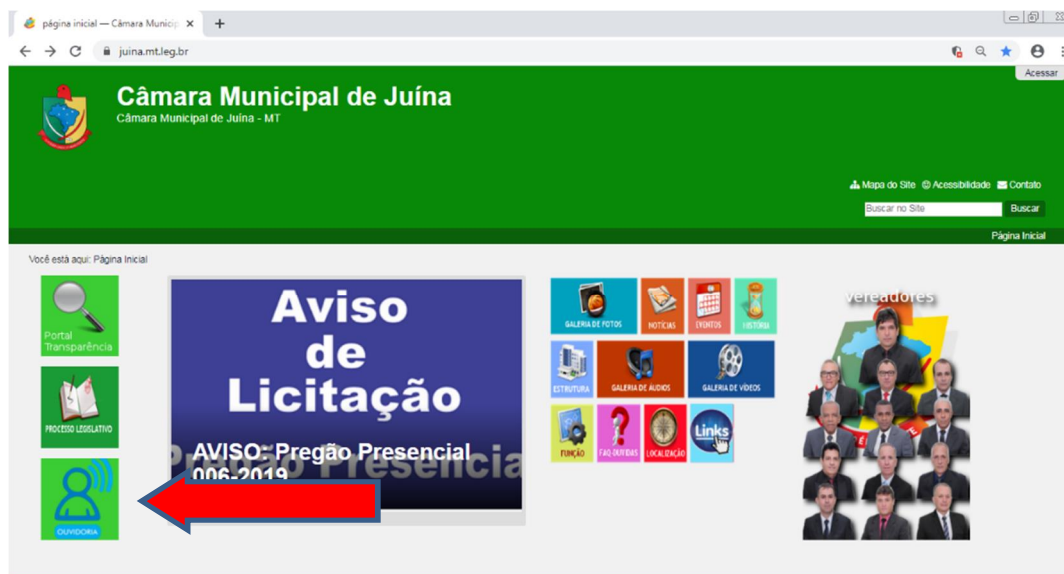 página inicial — Câmara Municip
juina.mt.leg.br
Acessar
Câmara Municipal de Juína
Câmara Municipal de Juína - MT
Mapa do Site Acessibilidade Contato
Buscar no Site Buscar
Página Inicial
Você está aqui: Página Inicial
Portal
Transparência
PROCESSO LEGISLATIVO
OUVIDORIA
Aviso
de
Licitação
Pregão Presencia
AVISO: Pregão Presencial
006-2019
GALERIA DE FOTOS
NOTÍCIAS
EVENTOS
HISTÓRIA
ESTRUTURA
GALERIA DE ÁUDIOS
GALERIA DE VÍDEOS
FUNÇÃO
FAQ-DUVIDAS
LOCALIZAÇÃO
Links
vereadores